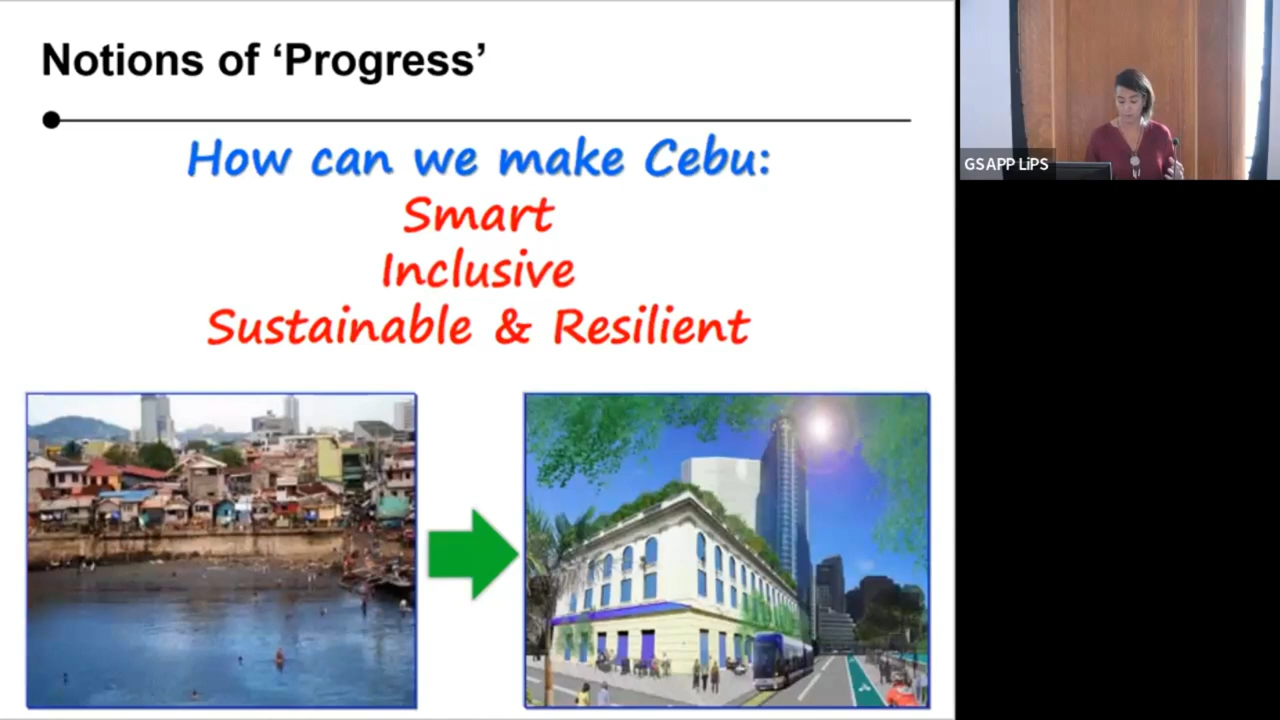 Notions of ‘Progress’
How can we make Cebu:
Smart
Inclusive
Sustainable & Resilient
GSAPP LiPS